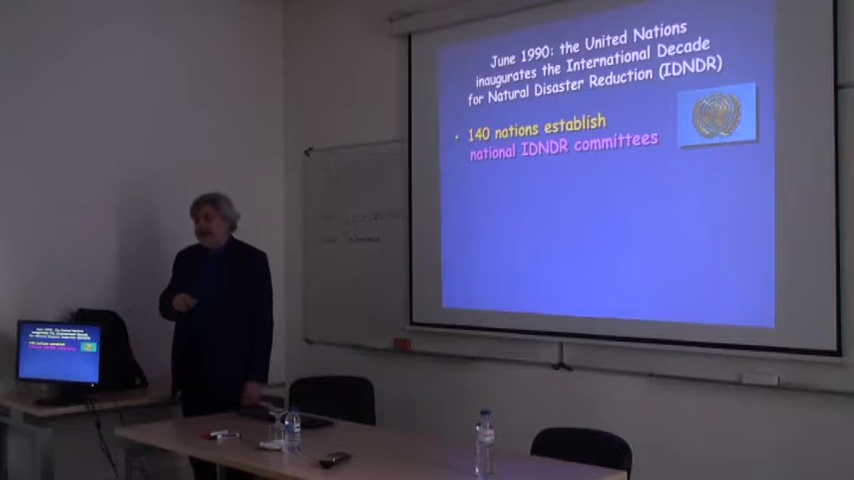 June 1990: the United Nations
inaugurates the International Decade
for Natural Disaster Reduction (IDNDR)
• 140 nations establish
national IDNDR committees